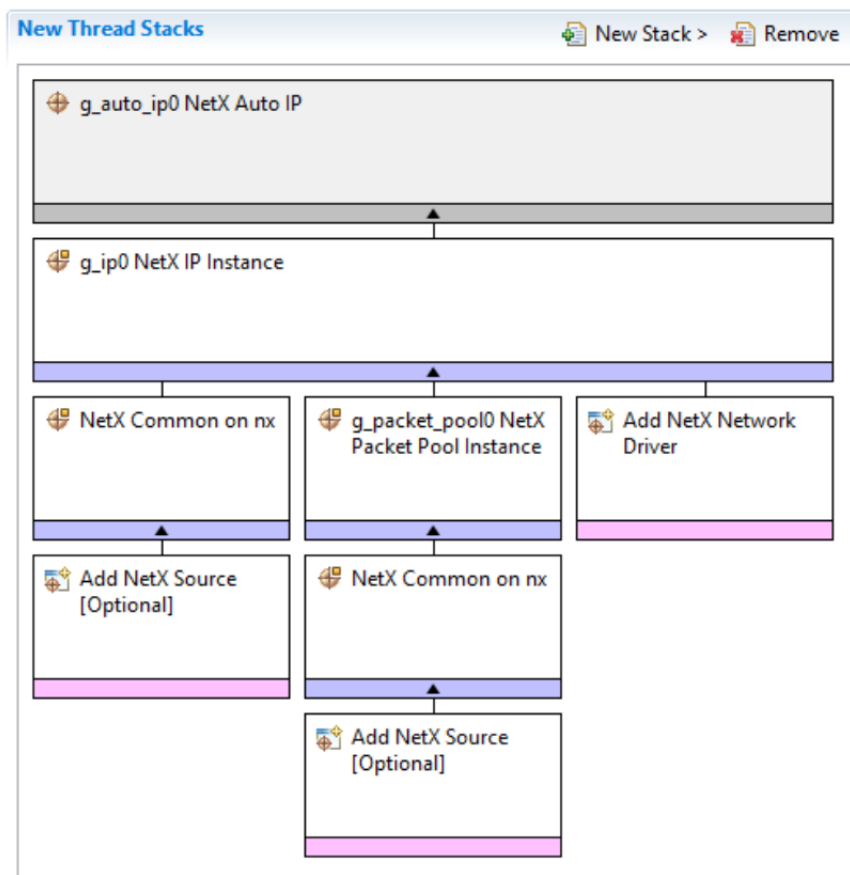 New Thread Stacks
New Stack >
Remove
g_auto_ip0 NetX Auto IP
g_ip0 NetX IP Instance
NetX Common on nx
g_packet_pool0 NetX
Packet Pool Instance
Add NetX Network
Driver
Add NetX Source
[Optional]
NetX Common on nx
Add NetX Source
[Optional]